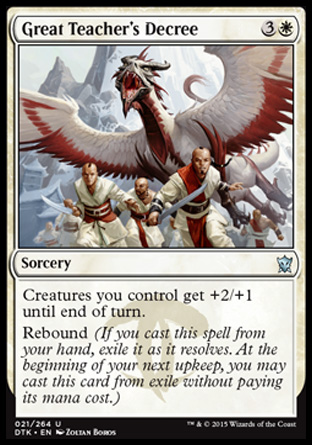 Great Teacher's Decree 3
Sorcery
Creatures you control get +2/+1
until end of turn.
Rebound (If you cast this spell from
your hand, exile it as it resolves. At the
beginning of your next upkeep, you may
cast this card from exile without paying
its mana cost.)
021/264 U
DTK • EN Zoltan Boros
™ & © 2015 Wizards of the Coast